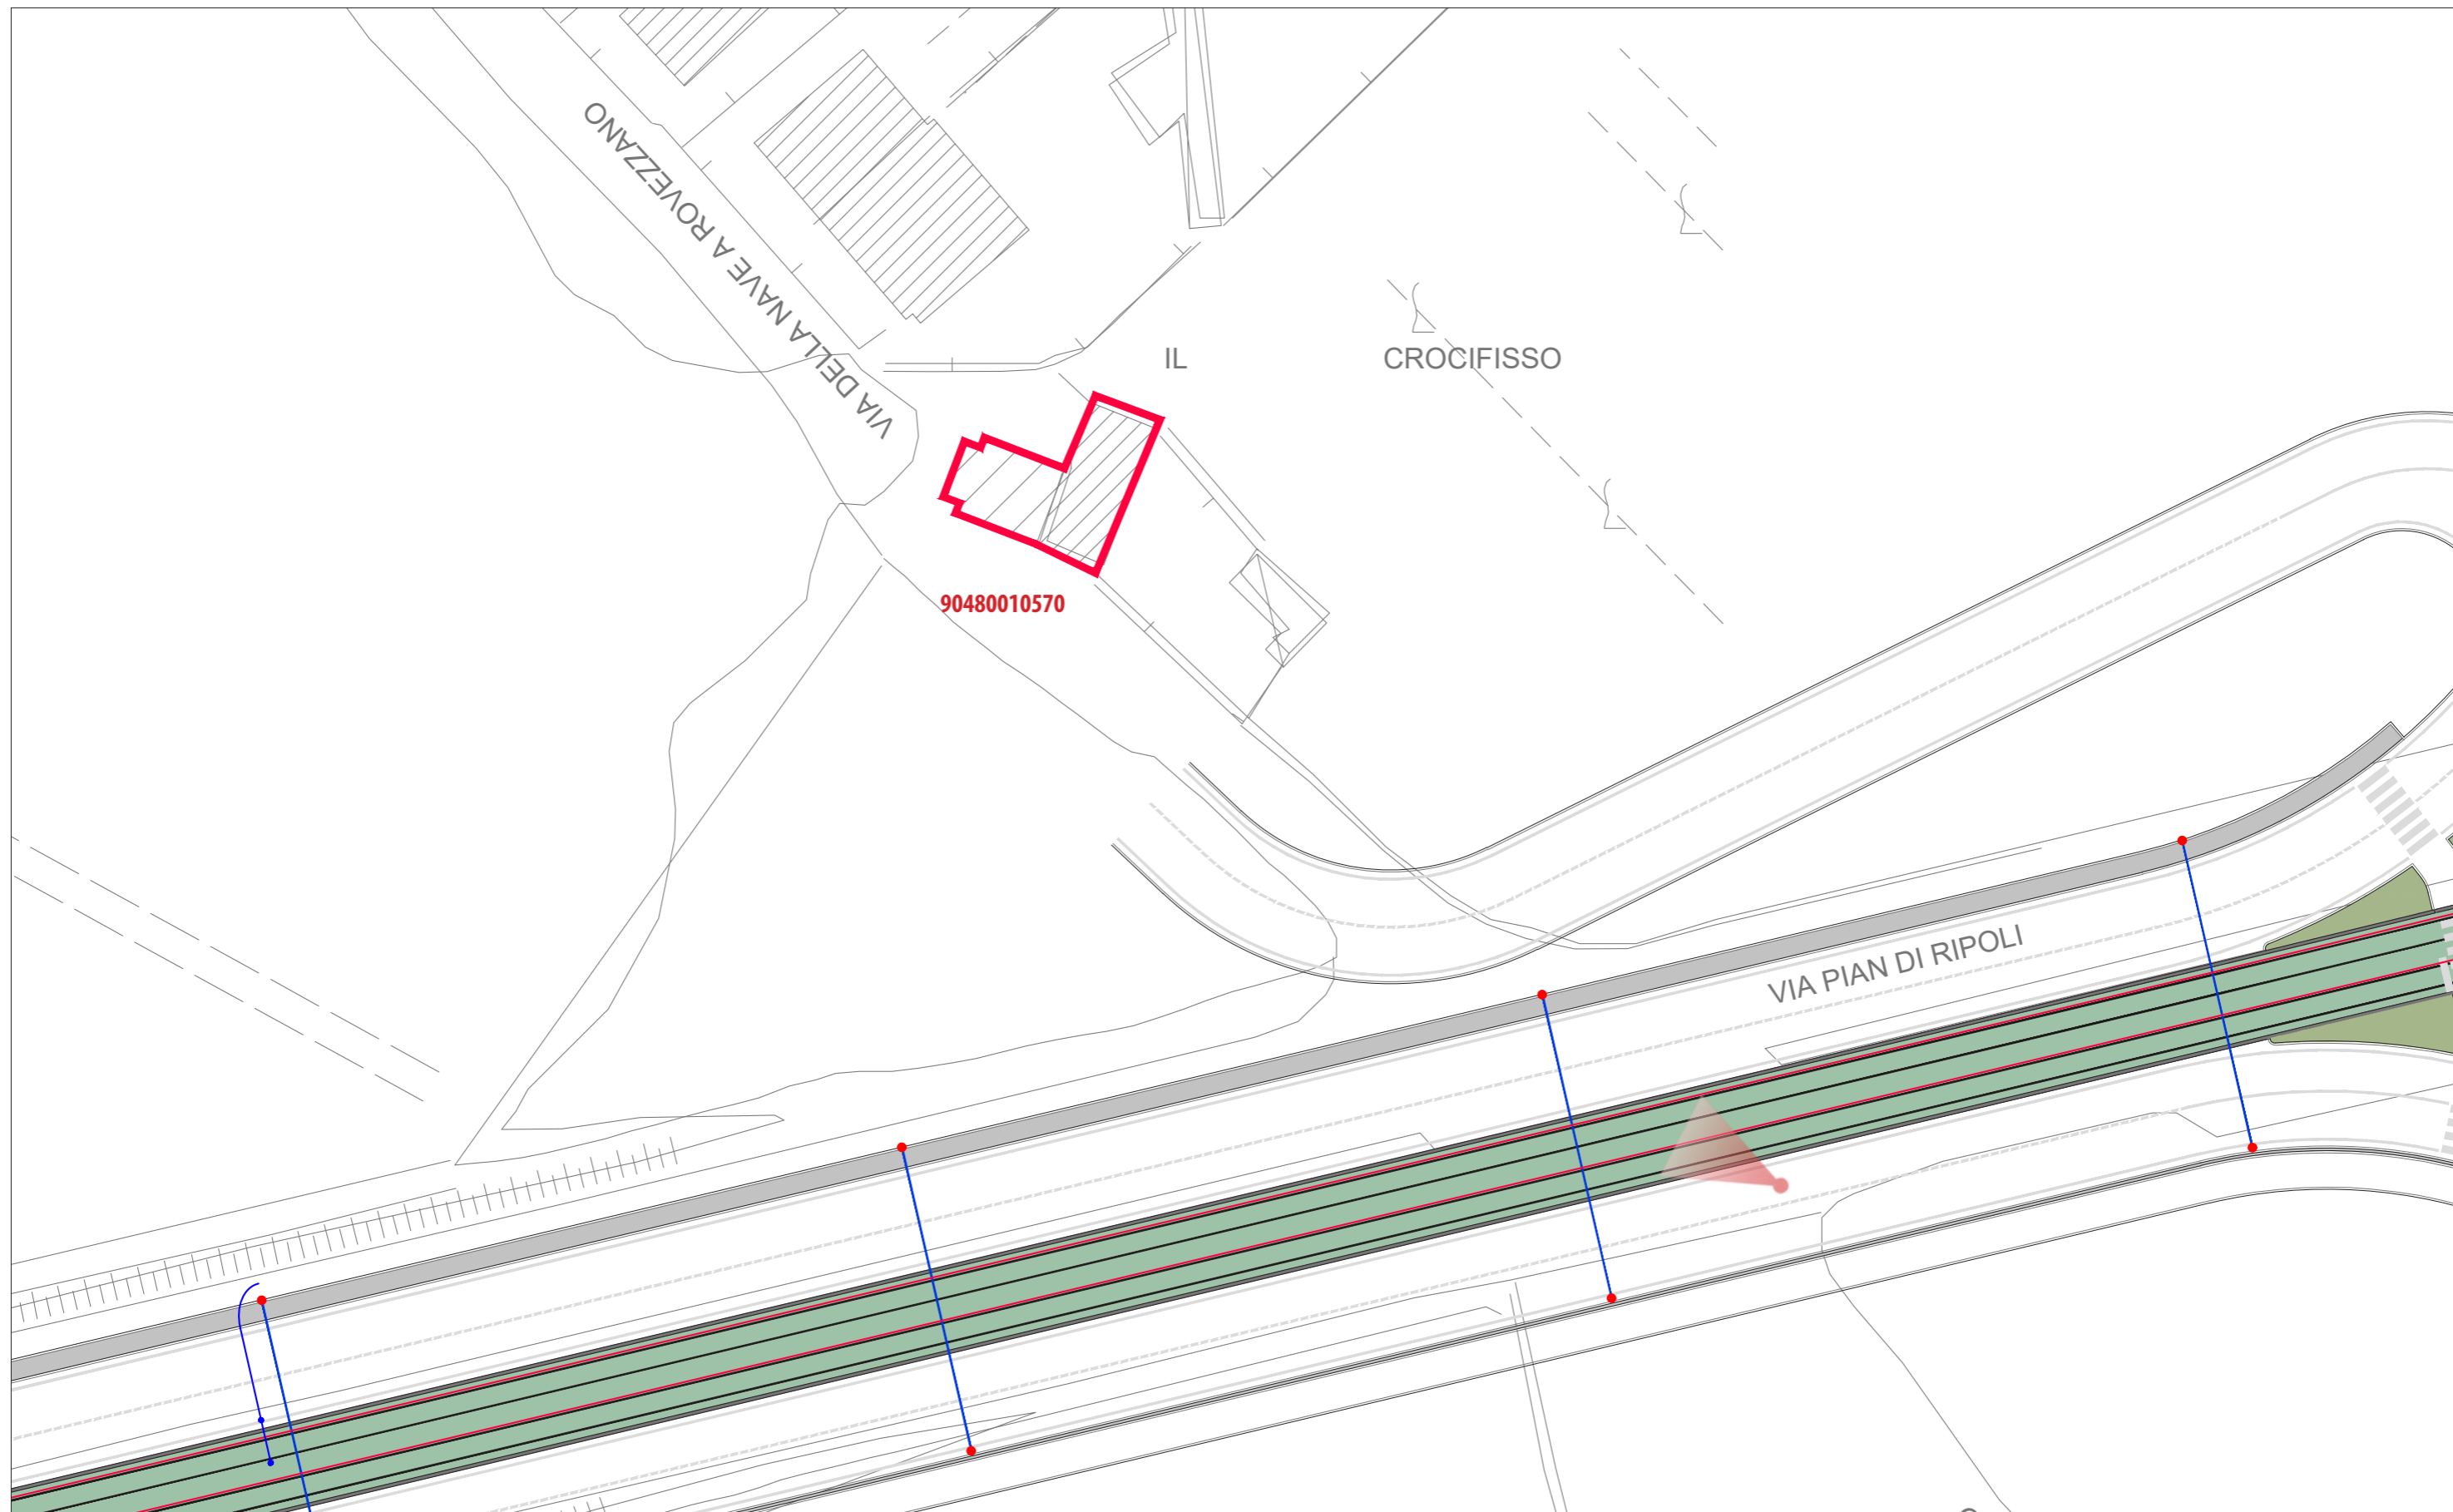 VIA DELLA NAVE A ROVEZZANO
IL CROCIFISSO
90480010570
VIA PIAN DI RIPOLI